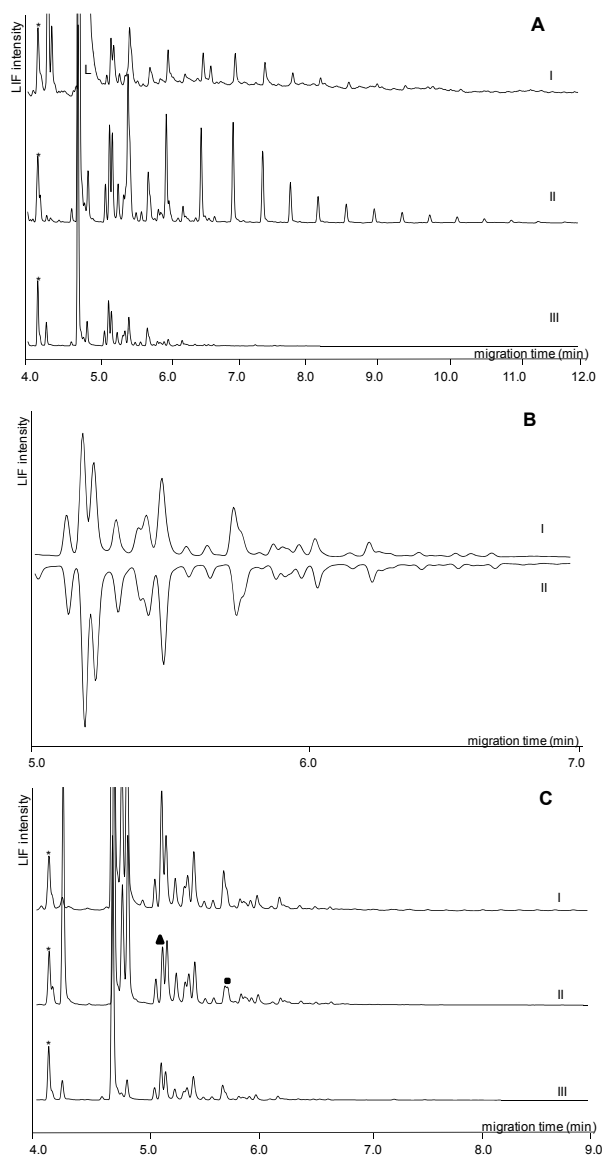 A
LIF intensity
*
L
I
*
II
*
III
migration time (min)
4.0 5.0 6.0 7.0 8.0 9.0 10.0 11.0 12.0
B
LIF intensity
I
II
migration time (min)
5.0 6.0 7.0
C
LIF intensity
*
I
*
II
*
III
migration time (min)
4.0 5.0 6.0 7.0 8.0 9.0